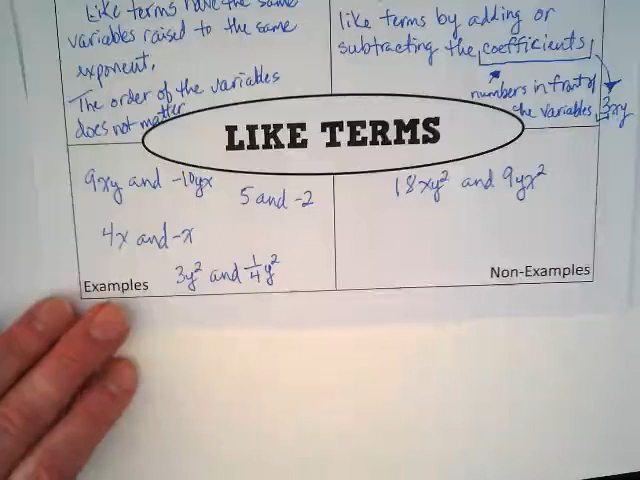 Like terms have the same
variables raised to the same
exponent.
The order of the variables
does not matter
like terms by adding or
subtracting the coefficients
numbers in front of
the variables 3xy
LIKE TERMS
9xy and -10yx
5 and -2
4x and -x
3y² and 1/4 y²
Examples
18xy² and 9yx²
Non-Examples